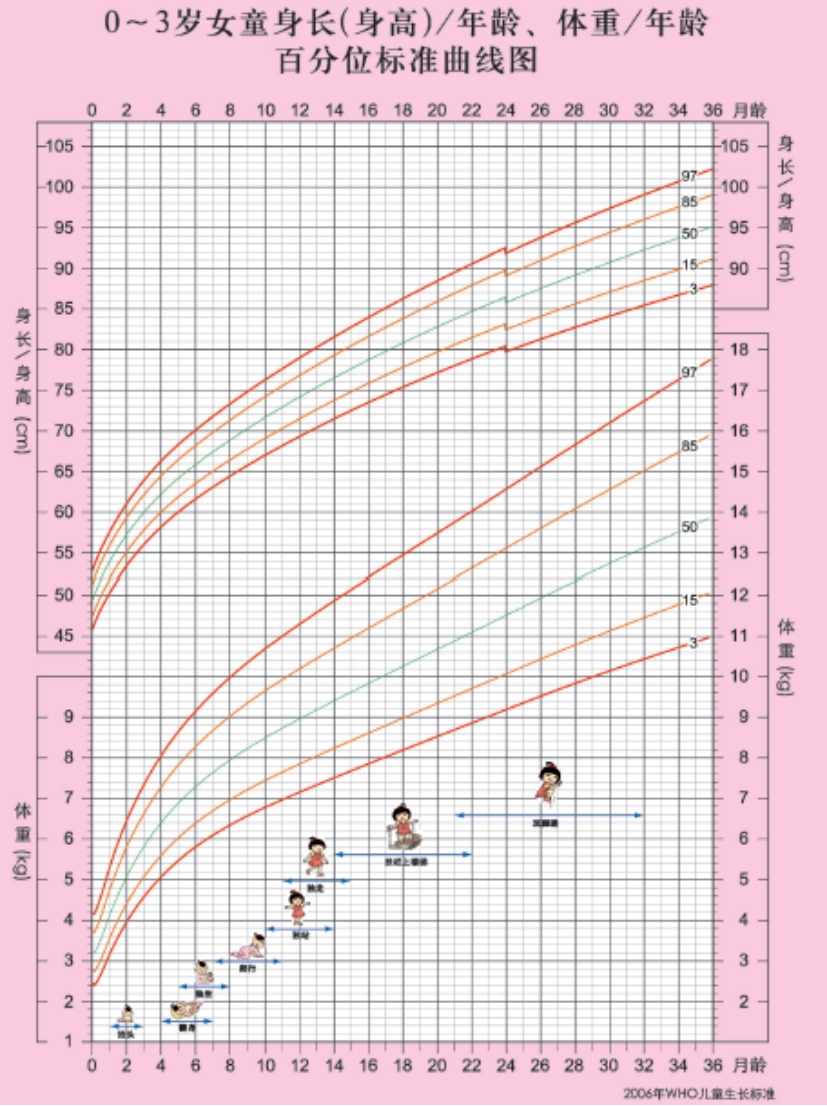 0～3岁女童身长(身高)/年龄、体重/年龄
百分位标准曲线图
0 2 4 6 8 10 12 14 16 18 20 22 24 26 28 30 32 34 36 月龄
105 105
100 97 100
95 85 95
90 50 90
15
85 3
80 18
75 97 17
70 16
65 85 15
60 14
55 50 13
50 15 12
45 3 11
10
9 9
8 8
7 7
6 6
5 5
4 4
3 3
2 2
1
身长\身高 (cm)
身长\身高 (cm)
体重 (kg)
体重 (kg)
扶栏上楼梯
独走
独站
爬行
独坐
翻身
抬头
0 2 4 6 8 10 12 14 16 18 20 22 24 26 28 30 32 34 36 月龄
2006年WHO儿童生长标准